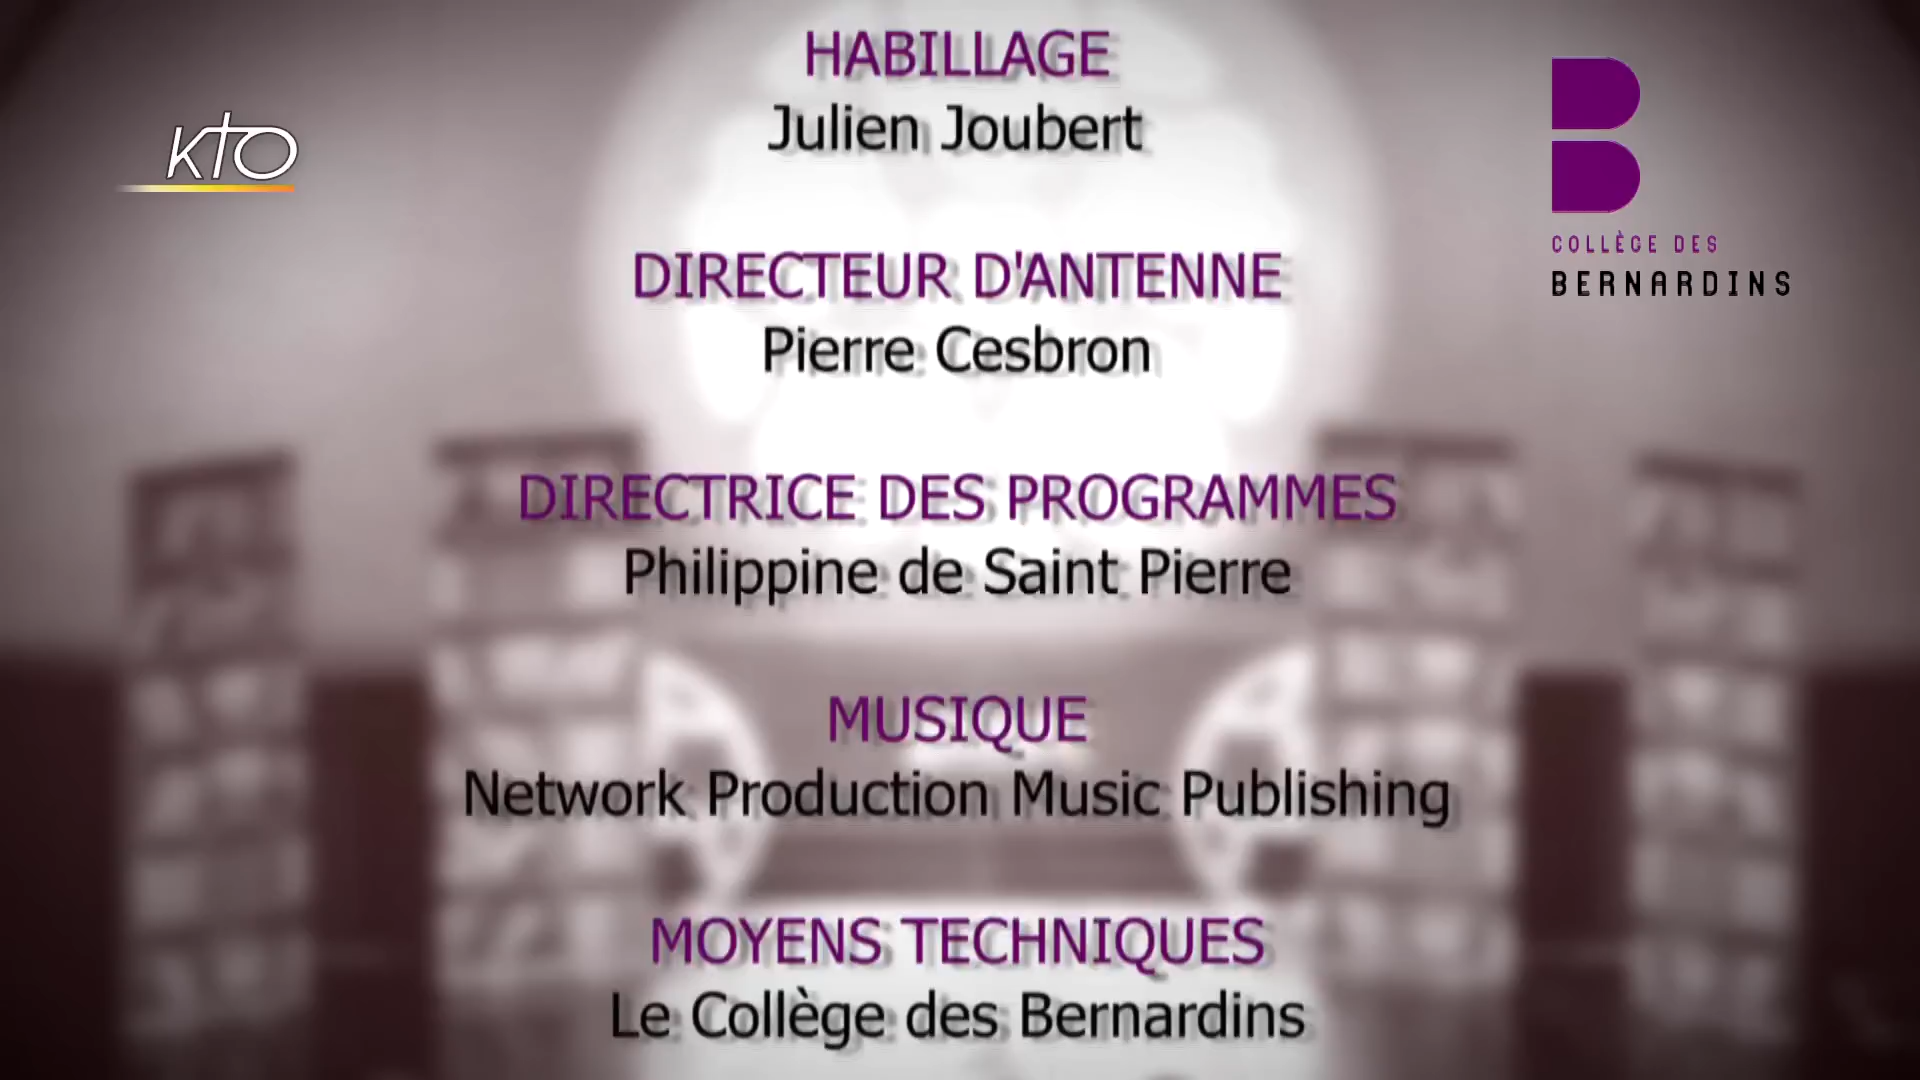 HABILLAGE
Julien Joubert
KTO
COLLÈGE DES
BERNARDINS
DIRECTEUR D'ANTENNE
Pierre Cesbron
DIRECTRICE DES PROGRAMMES
Philippine de Saint Pierre
MUSIQUE
Network Production Music Publishing
MOYENS TECHNIQUES
Le Collège des Bernardins